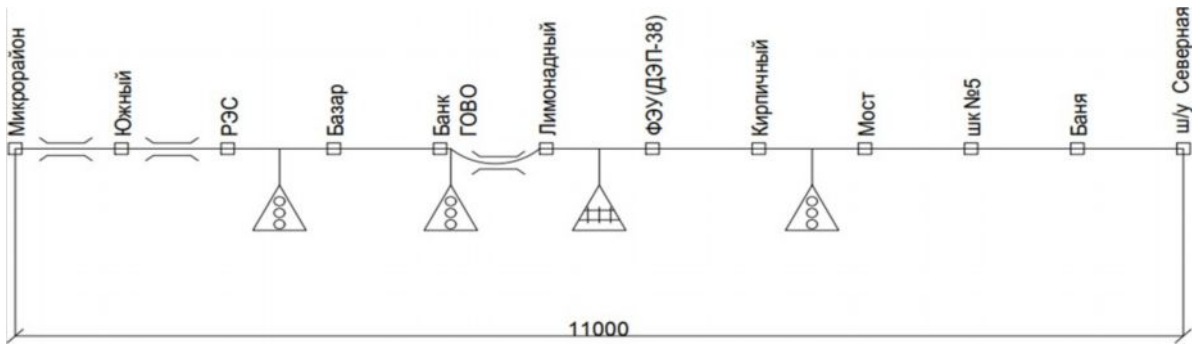 Микрорайон
Южный
РЭС
Базар
Банк
ГОВО
Лимонадный
ФЭУ(ДЭП-38)
Кирпичный
Мост
шк №5
Баня
ш/у Северная
11000